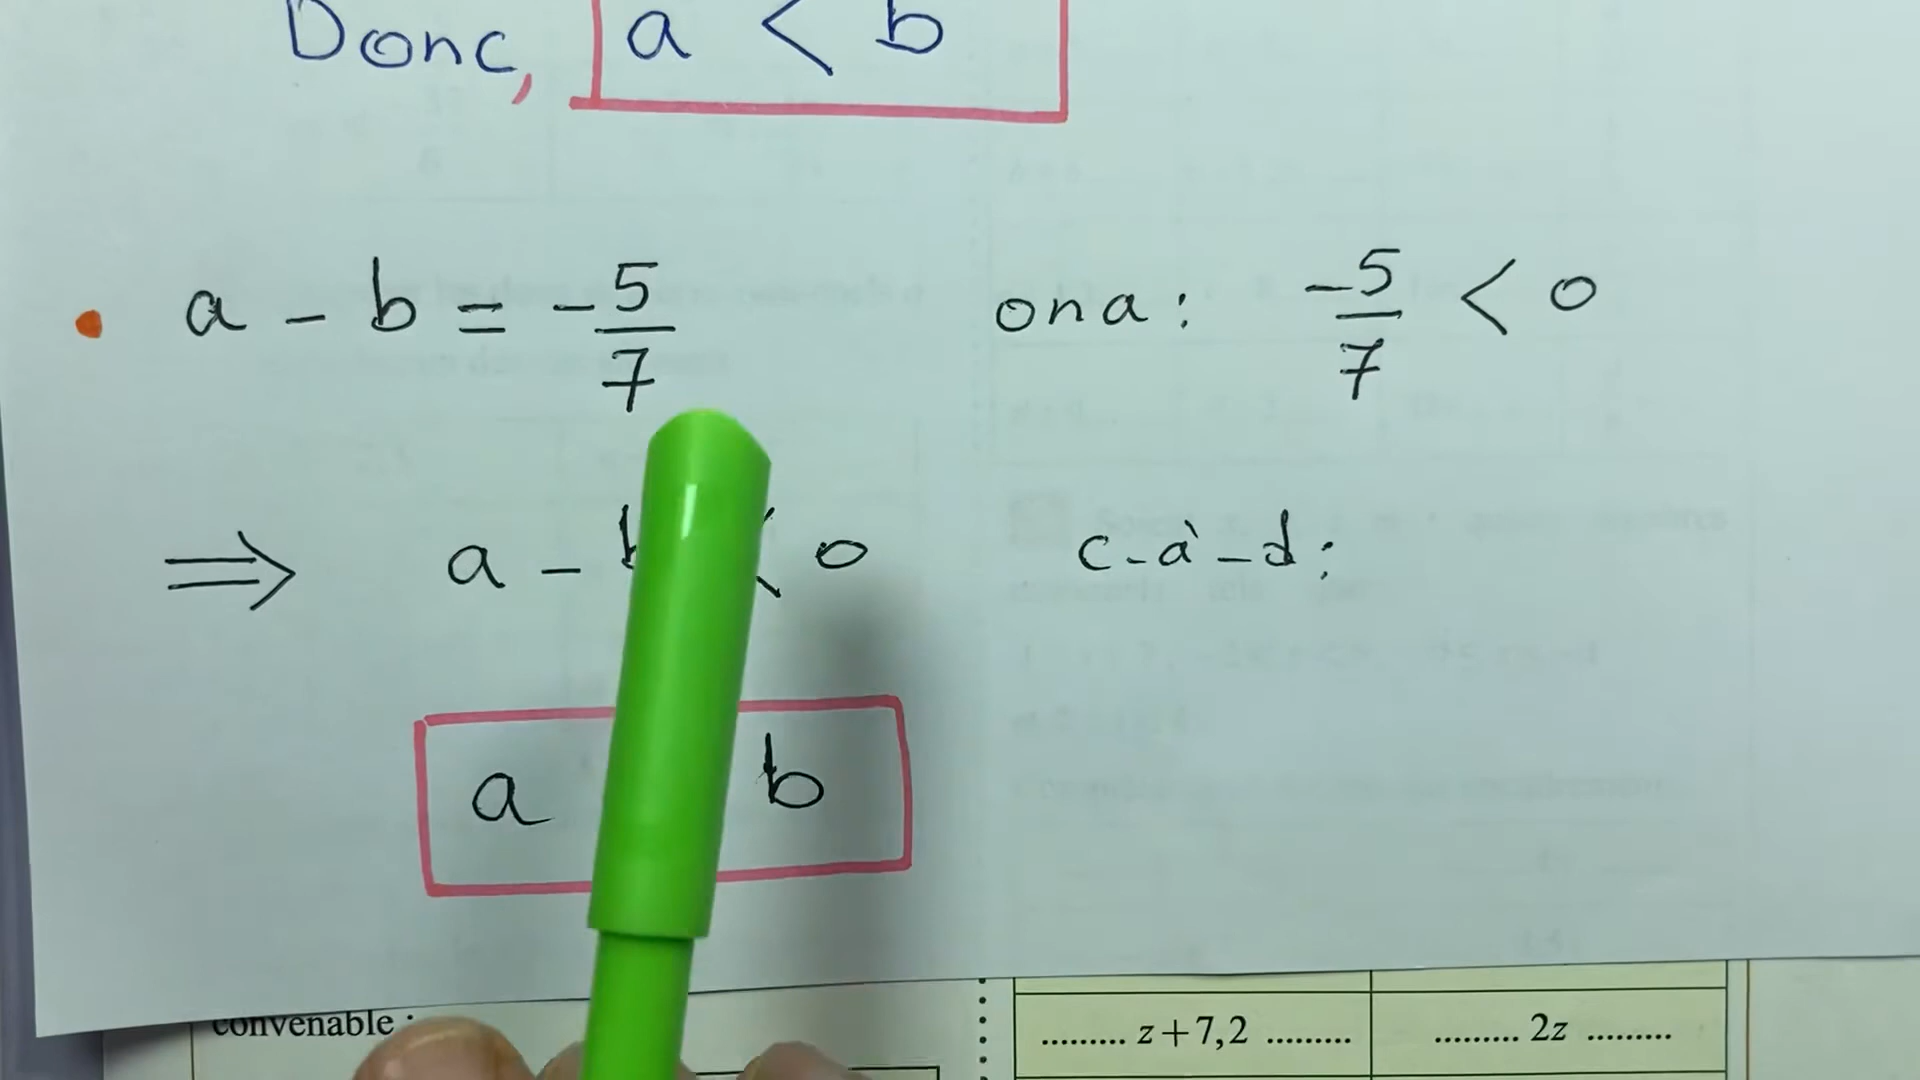 Donc, a < b
• a - b = -5/7 on a : -5/7 < 0
⇒ a - b < 0 c-à-d :
a b
convenable :
......... z+7,2 ......... ......... 2z .........